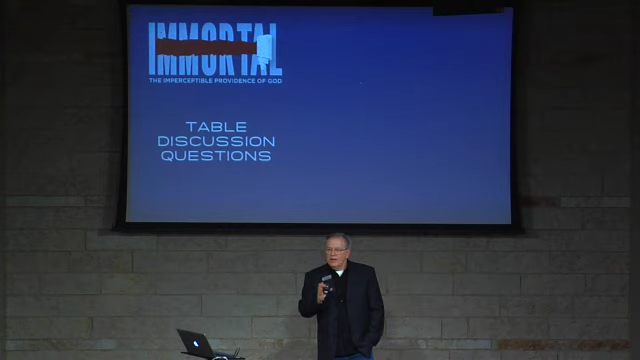 IMMORTAL
THE IMPERCEPTIBLE PROVIDENCE OF GOD
TABLE
DISCUSSION
QUESTIONS